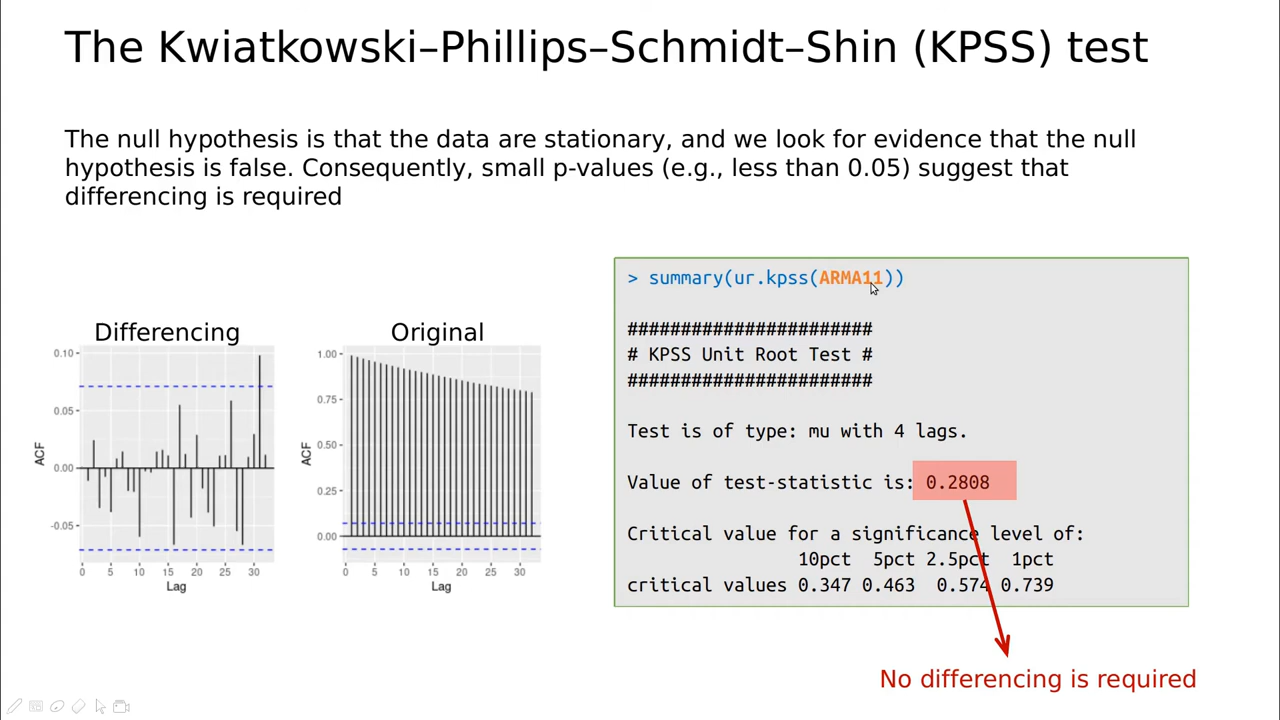 The Kwiatkowski–Phillips–Schmidt–Shin (KPSS) test
The null hypothesis is that the data are stationary, and we look for evidence that the null
hypothesis is false. Consequently, small p-values (e.g., less than 0.05) suggest that
differencing is required
Differencing
0.10
0.05
0.00
-0.05
ACF
0 5 10 15 20 25 30
Lag
Original
1.00
0.75
0.50
0.25
0.00
ACF
0 5 10 15 20 25 30
Lag
> summary(ur.kpss(ARMA11))
#######################
# KPSS Unit Root Test #
#######################
Test is of type: mu with 4 lags.
Value of test-statistic is: 0.2808
Critical value for a significance level of:
10pct 5pct 2.5pct 1pct
critical values 0.347 0.463 0.574 0.739
No differencing is required